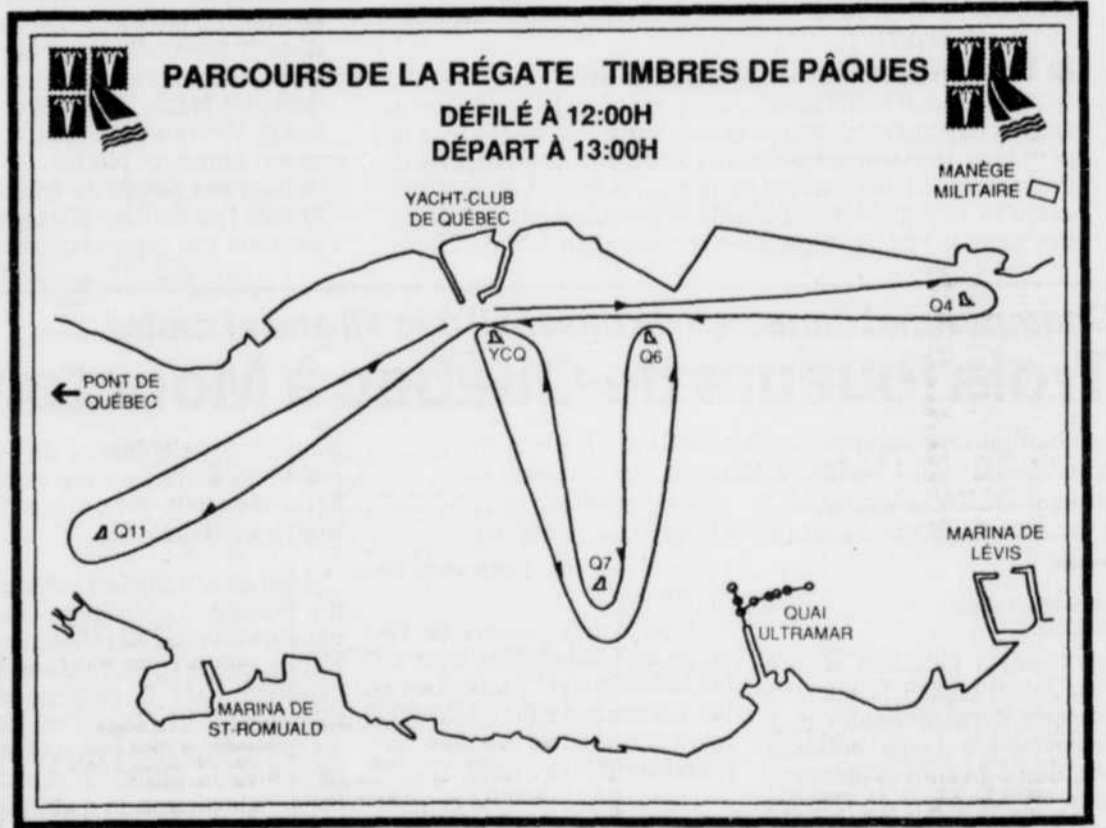 PARCOURS DE LA RÉGATE TIMBRES DE PÂQUES
DÉFILÉ À 12:00H
DÉPART À 13:00H
MANÈGE
MILITAIRE
YACHT-CLUB
DE QUÉBEC
Q4
YCQ
Q6
PONT DE
QUÉBEC
Q11
Q7
MARINA DE
LÉVIS
QUAI
ULTRAMAR
MARINA DE
ST-ROMUALD